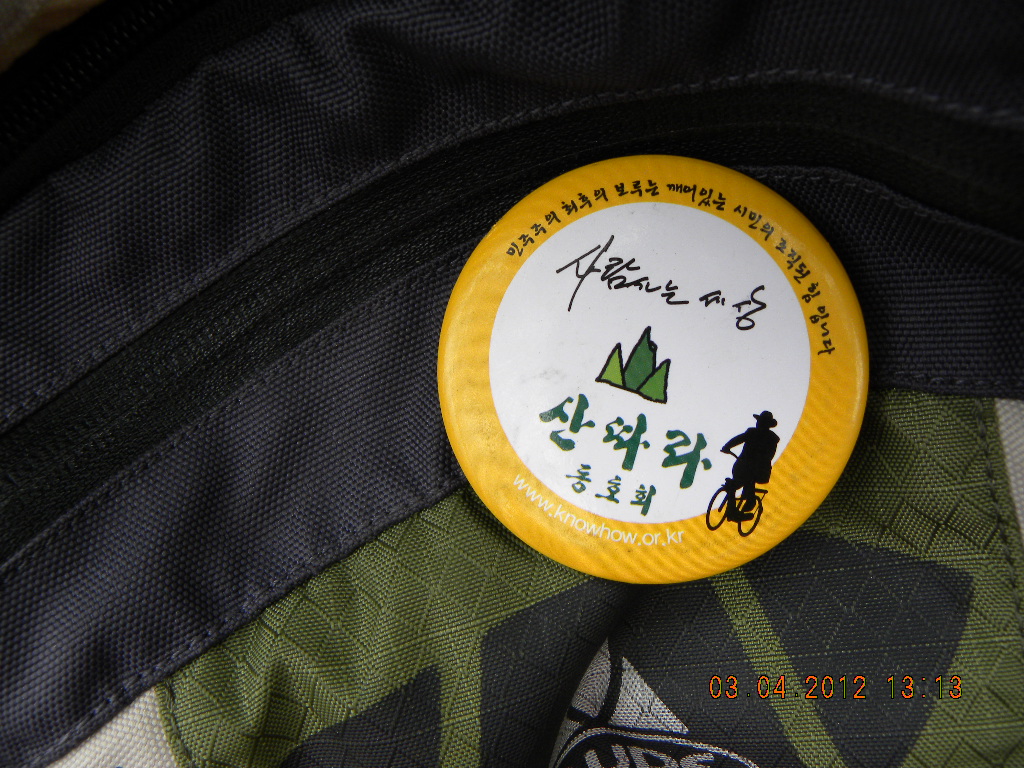 민주주의 최후의 보루는 깨어있는 시민의 조직된 힘 입니다
사람사는 세상
산따라
동호회
www.knowhow.or.kr
03.04.2012 13:13